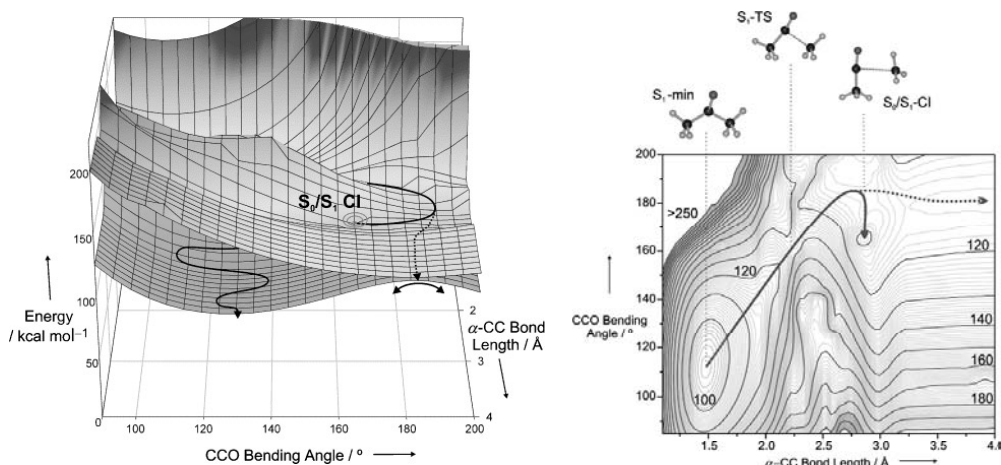 S₀/S₁ CI
200
150
100
50
0
Energy
/ kcal mol⁻¹
100
120
140
160
180
200
CCO Bending Angle / º
2
3
4
α-CC Bond
Length / Å
S₁-TS
S₁-min
S₀/S₁-CI
200
180
160
140
120
100
CCO Bending
Angle / º
>250
120
120
140
160
180
100
1.5
2.0
2.5
3.0
3.5
4.0
α-CC Bond Length / Å